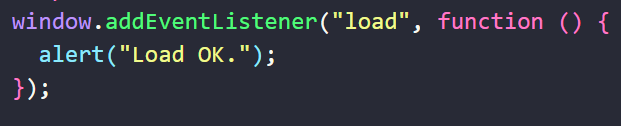 window.addEventListener("load", function () {
  alert("Load OK.");
});